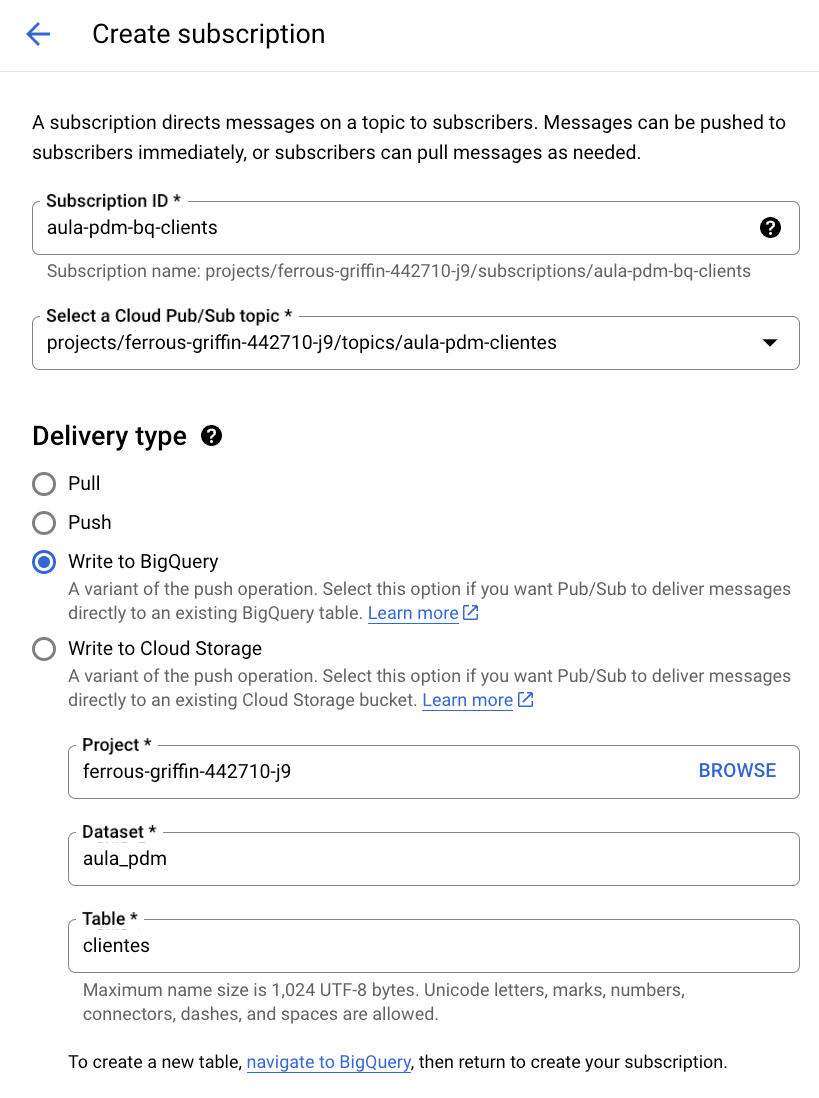 Create subscription
A subscription directs messages on a topic to subscribers. Messages can be pushed to
subscribers immediately, or subscribers can pull messages as needed.
Subscription ID *
aula-pdm-bq-clients
Subscription name: projects/ferrous-griffin-442710-j9/subscriptions/aula-pdm-bq-clients
Select a Cloud Pub/Sub topic *
projects/ferrous-griffin-442710-j9/topics/aula-pdm-clientes
Delivery type
Pull
Push
Write to BigQuery
A variant of the push operation. Select this option if you want Pub/Sub to deliver messages
directly to an existing BigQuery table. Learn more
Write to Cloud Storage
A variant of the push operation. Select this option if you want Pub/Sub to deliver messages
directly to an existing Cloud Storage bucket. Learn more
Project *
ferrous-griffin-442710-j9 BROWSE
Dataset *
aula_pdm
Table *
clientes
Maximum name size is 1,024 UTF-8 bytes. Unicode letters, marks, numbers,
connectors, dashes, and spaces are allowed.
To create a new table, navigate to BigQuery, then return to create your subscription.